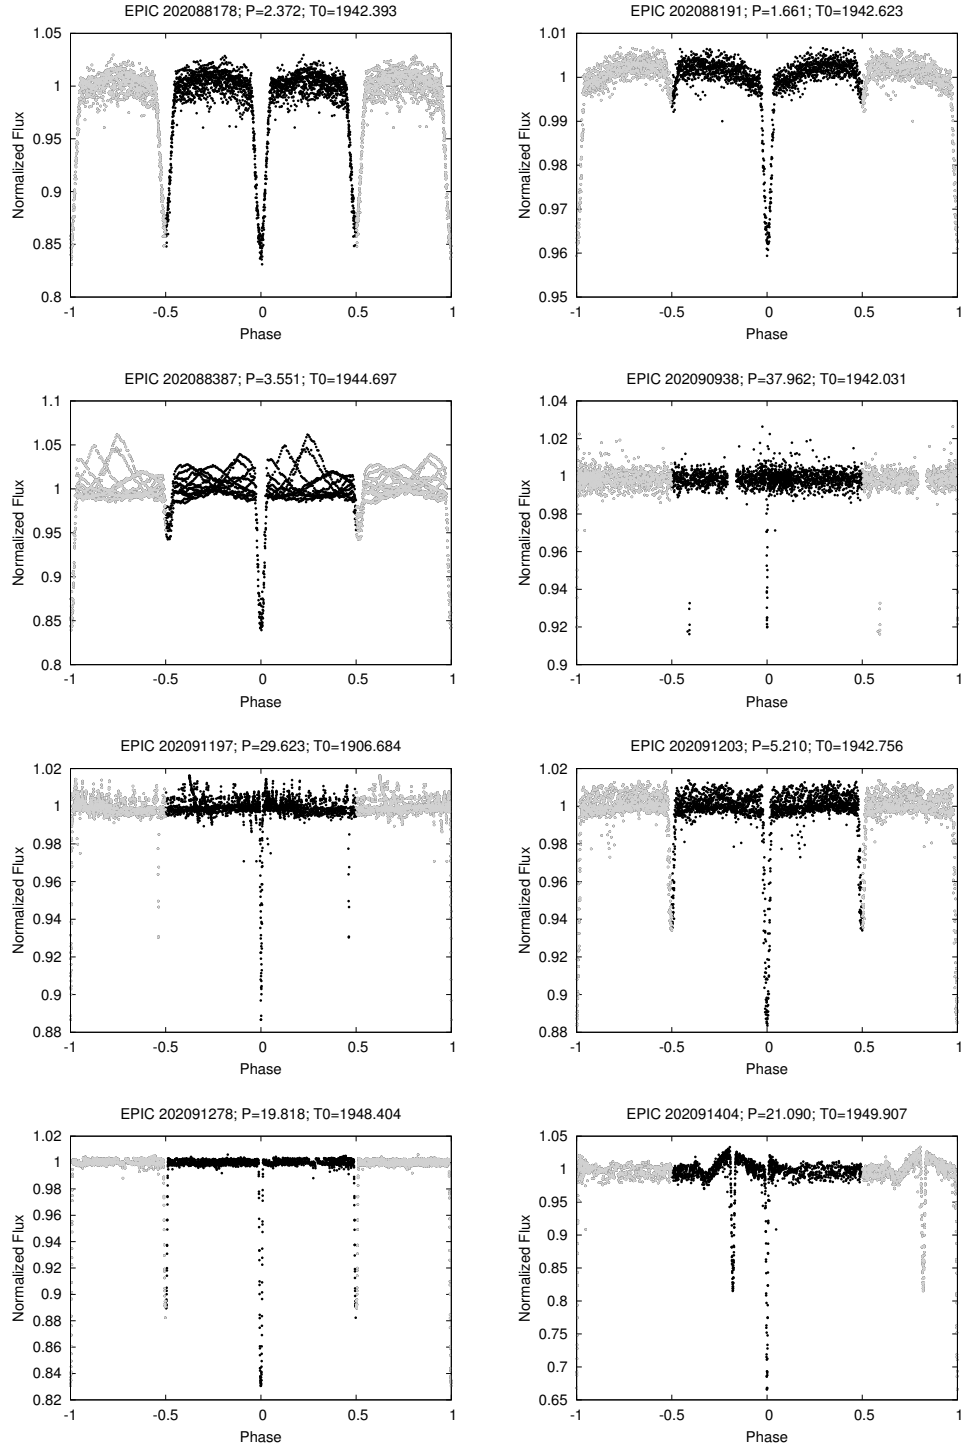 EPIC 202088178; P=2.372; T0=1942.393
1.05
1
0.95
0.9
0.85
0.8
Normalized Flux
-1 -0.5 0 0.5 1
Phase
EPIC 202088191; P=1.661; T0=1942.623
1.01
1
0.99
0.98
0.97
0.96
0.95
Normalized Flux
-1 -0.5 0 0.5 1
Phase
EPIC 202088387; P=3.551; T0=1944.697
1.1
1.05
1
0.95
0.9
0.85
0.8
Normalized Flux
-1 -0.5 0 0.5 1
Phase
EPIC 202090938; P=37.962; T0=1942.031
1.04
1.02
1
0.98
0.96
0.94
0.92
0.9
Normalized Flux
-1 -0.5 0 0.5 1
Phase
EPIC 202091197; P=29.623; T0=1906.684
1.02
1
0.98
0.96
0.94
0.92
0.9
0.88
Normalized Flux
-1 -0.5 0 0.5 1
Phase
EPIC 202091203; P=5.210; T0=1942.756
1.02
1
0.98
0.96
0.94
0.92
0.9
0.88
Normalized Flux
-1 -0.5 0 0.5 1
Phase
EPIC 202091278; P=19.818; T0=1948.404
1.02
1
0.98
0.96
0.94
0.92
0.9
0.88
0.86
0.84
0.82
Normalized Flux
-1 -0.5 0 0.5 1
Phase
EPIC 202091404; P=21.090; T0=1949.907
1.05
1
0.95
0.9
0.85
0.8
0.75
0.7
0.65
Normalized Flux
-1 -0.5 0 0.5 1
Phase